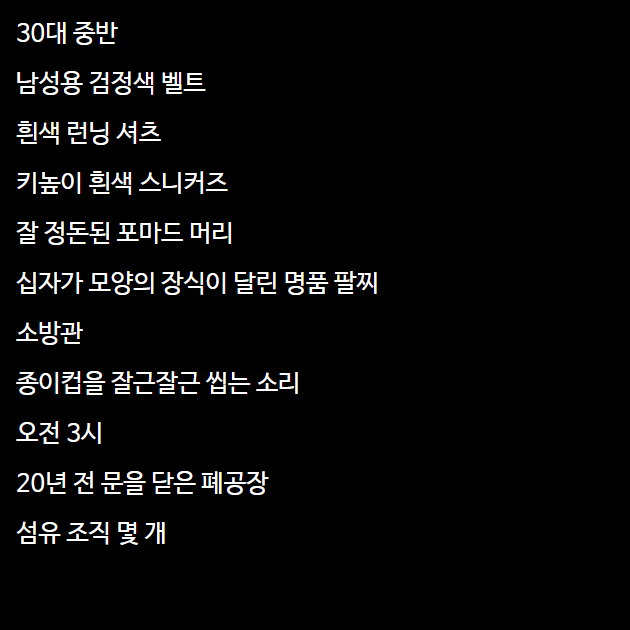 30대 중반
남성용 검정색 벨트
흰색 런닝 셔츠
키높이 흰색 스니커즈
잘 정돈된 포마드 머리
십자가 모양의 장식이 달린 명품 팔찌
소방관
종이컵을 잘근잘근 씹는 소리
오전 3시
20년 전 문을 닫은 폐공장
섬유 조직 몇 개